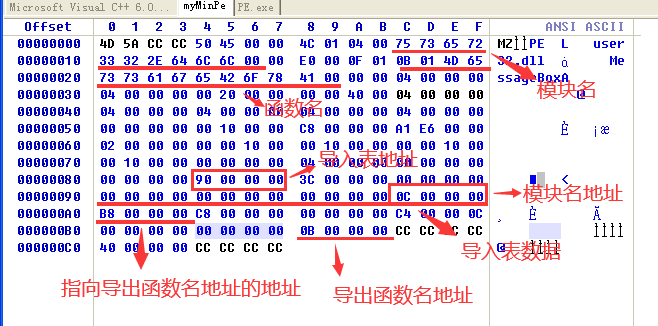 Microsoft Visual C++ 6.0... myMinPe PE.exe
Offset 0 1 2 3 4 5 6 7 8 9 A B C D E F ANSI ASCII
00000000 4D 5A CC CC 50 45 00 00 4C 01 04 00 75 73 65 72 MZÌÌPE L user
00000010 33 32 2E 64 6C 6C 00 00 E0 00 0F 01 0B 01 4D 65 32.dll à Me
00000020 73 73 61 67 65 42 6F 78 41 00 00 00 04 00 00 00 ssageBoxA
模块名
00000030 04 00 00 00 00 20 00 00 00 00 40 00 04 00 00 00 @
函数名
00000040 04 00 00 00 04 00 00 00 00 00 00 00 04 00 00 00
00000050 00 00 00 00 00 10 00 00 C8 00 00 00 A1 E6 00 00 È ¡æ
00000060 02 00 00 00 00 00 10 00 00 10 00 00 00 00 10 00
导入表地址
00000070 00 10 00 00 00 00 00 00 04 00 00 00 00 00 00 00
00000080 00 00 00 00 90 00 00 00 3C 00 00 00 00 00 00 00 <
00000090 00 00 00 00 00 00 00 00 00 00 00 00 0C 00 00 00
模块名地址
000000A0 B8 00 00 00 C8 00 00 00 00 00 00 00 C4 00 00 0C ¸ È Ä
000000B0 00 00 00 00 00 00 00 00 0B 00 00 00 CC CC CC CC ÌÌÌÌ
000000C0 40 00 00 00 CC CC CC CC @ ÌÌÌÌ
导入表数据
指向导出函数名地址的地址
导出函数名地址